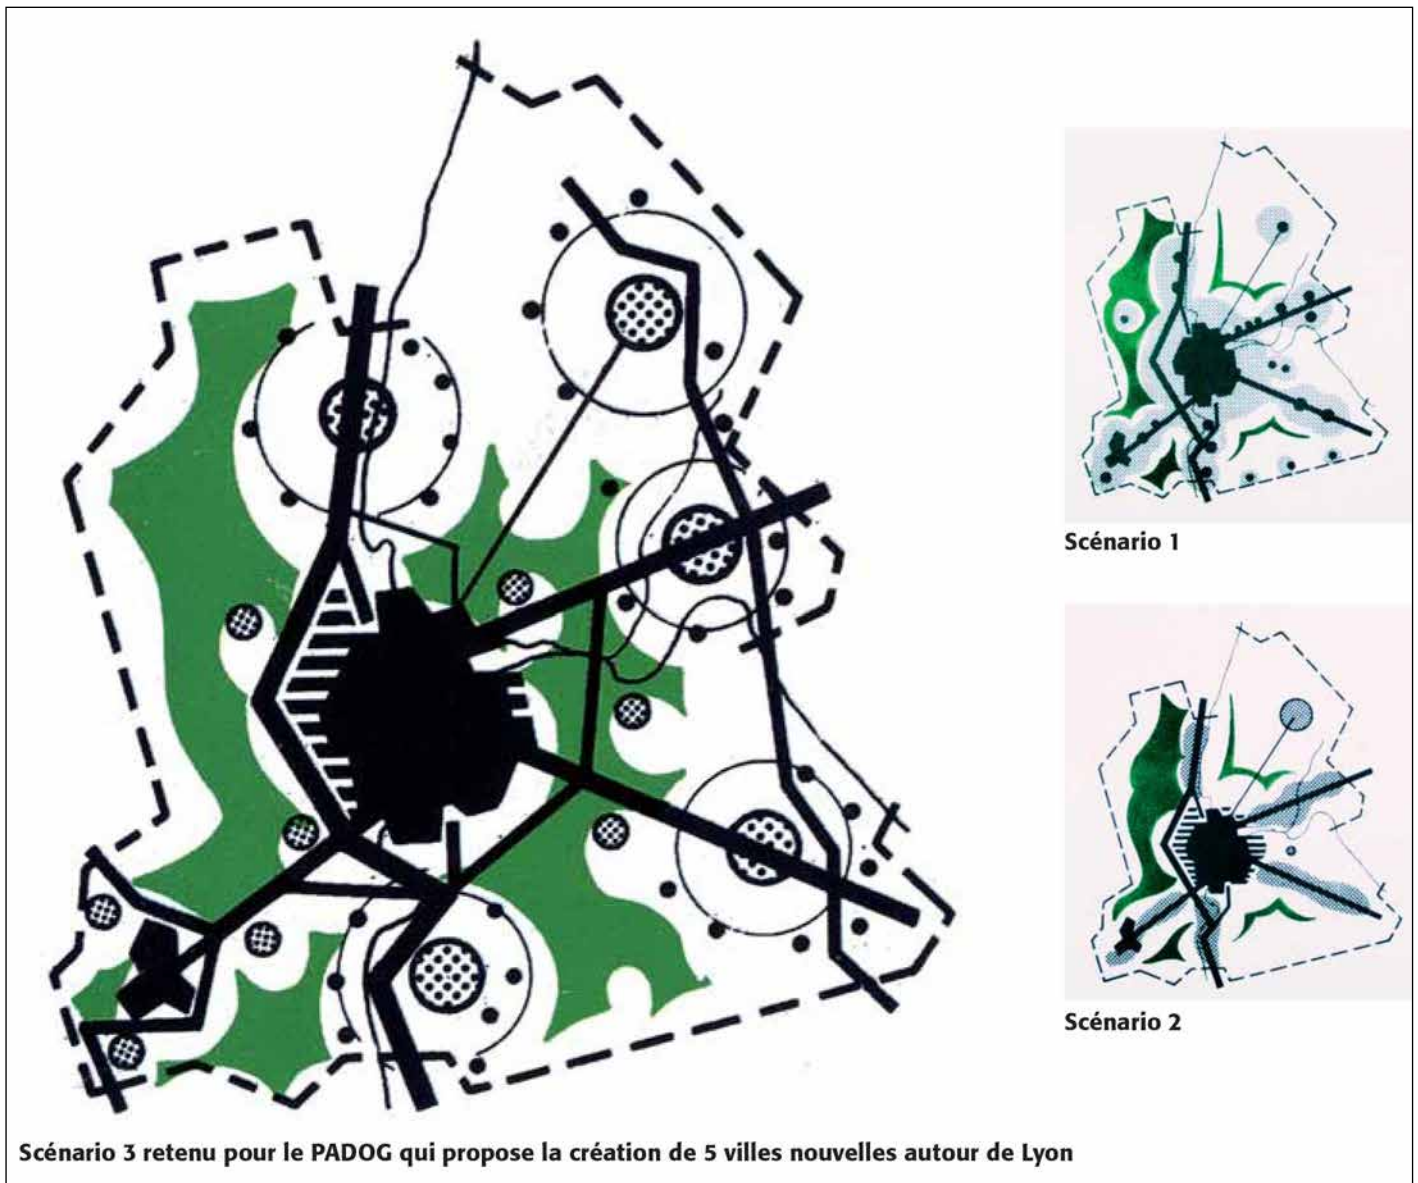 Scénario 1
Scénario 2
Scénario 3 retenu pour le PADOG qui propose la création de 5 villes nouvelles autour de Lyon